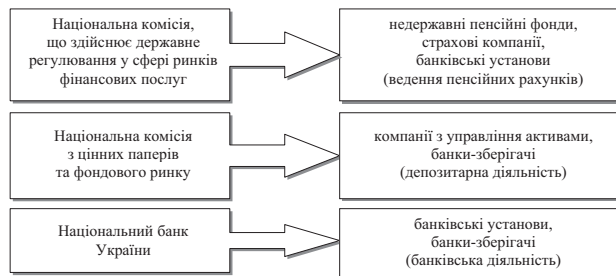 Національна комісія,
що здійснює державне
регулювання у сфері ринків
фінансових послуг
недержавні пенсійні фонди,
страхові компанії,
банківські установи
(ведення пенсійних рахунків)
Національна комісія
з цінних паперів
та фондового ринку
компанії з управління активами,
банки-зберігачі
(депозитарна діяльність)
Національний банк
України
банківські установи,
банки-зберігачі
(банківська діяльність)